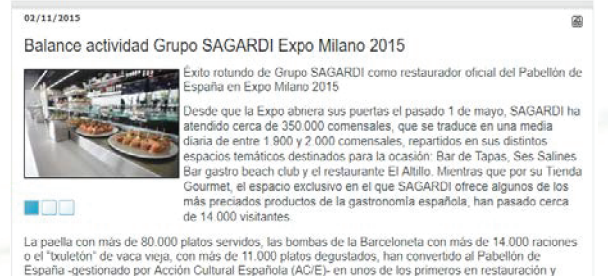 02/11/2015
Balance actividad Grupo SAGARDI Expo Milano 2015
Éxito rotundo de Grupo SAGARDI como restaurador oficial del Pabellón de
España en Expo Milano 2015
Desde que la Expo abriera sus puertas el pasado 1 de mayo, SAGARDI ha
atendido cerca de 350.000 comensales, que se traduce en una media
diaria de entre 1.900 y 2.000 comensales, repartidos en sus distintos
espacios temáticos destinados para la ocasión: Bar de Tapas, Ses Salines
Bar gastro beach club y el restaurante El Altillo. Mientras que por su Tienda
Gourmet, el espacio exclusivo en el que SAGARDI ofrece algunos de los
más preciados productos de la gastronomía española, han pasado cerca
de 14.000 visitantes.
La paella con más de 80.000 platos servidos, las bombas de la Barceloneta con más de 14.000 raciones
o el "txuletón" de vaca vieja, con más de 11.000 platos degustados, han convertido al Pabellón de
España -gestionado por Acción Cultural Española (AC/E)- en unos de los primeros en restauración y